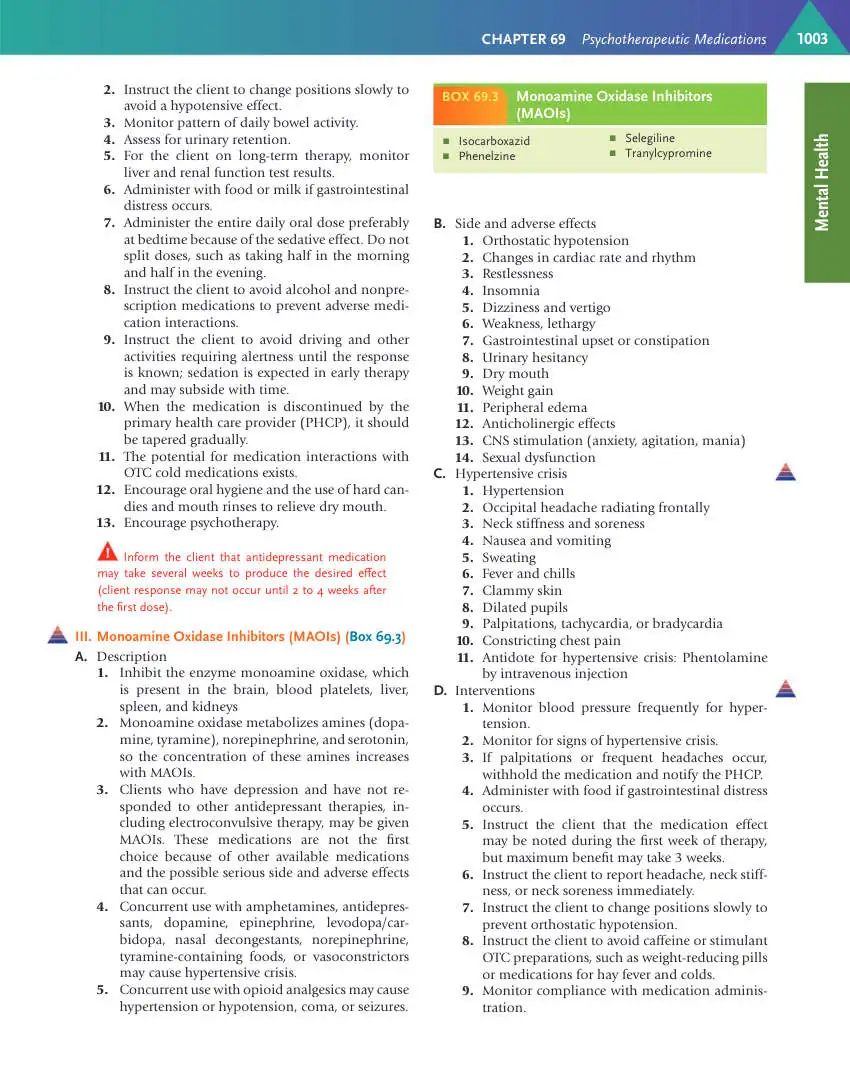 CHAPTER 69 Psychotherapeutic Medications 1003
2. Instruct the client to change positions slowly to
avoid a hypotensive effect.
3. Monitor pattern of daily bowel activity.
4. Assess for urinary retention.
5. For the client on long-term therapy, monitor
liver and renal function test results.
6. Administer with food or milk if gastrointestinal
distress occurs.
7. Administer the entire daily oral dose preferably
at bedtime because of the sedative effect. Do not
split doses, such as taking half in the morning
and half in the evening.
8. Instruct the client to avoid alcohol and nonpre-
scription medications to prevent adverse medi-
cation interactions.
9. Instruct the client to avoid driving and other
activities requiring alertness until the response
is known; sedation is expected in early therapy
and may subside with time.
10. When the medication is discontinued by the
primary health care provider (PHCP), it should
be tapered gradually.
11. The potential for medication interactions with
OTC cold medications exists.
12. Encourage oral hygiene and the use of hard can-
dies and mouth rinses to relieve dry mouth.
13. Encourage psychotherapy.
Inform the client that antidepressant medication
may take several weeks to produce the desired effect
(client response may not occur until 2 to 4 weeks after
the first dose).
III. Monoamine Oxidase Inhibitors (MAOIs) (Box 69.3)
A. Description
1. Inhibit the enzyme monoamine oxidase, which
is present in the brain, blood platelets, liver,
spleen, and kidneys
2. Monoamine oxidase metabolizes amines (dopa-
mine, tyramine), norepinephrine, and serotonin,
so the concentration of these amines increases
with MAOIs.
3. Clients who have depression and have not re-
sponded to other antidepressant therapies, in-
cluding electroconvulsive therapy, may be given
MAOIs. These medications are not the first
choice because of other available medications
and the possible serious side and adverse effects
that can occur.
4. Concurrent use with amphetamines, antidepres-
sants, dopamine, epinephrine, levodopa/car-
bidopa, nasal decongestants, norepinephrine,
tyramine-containing foods, or vasoconstrictors
may cause hypertensive crisis.
5. Concurrent use with opioid analgesics may cause
hypertension or hypotension, coma, or seizures.
BOX 69.3 Monoamine Oxidase Inhibitors
(MAOIs)
■ Isocarboxazid
■ Phenelzine
■ Selegiline
■ Tranylcypromine
B. Side and adverse effects
1. Orthostatic hypotension
2. Changes in cardiac rate and rhythm
3. Restlessness
4. Insomnia
5. Dizziness and vertigo
6. Weakness, lethargy
7. Gastrointestinal upset or constipation
8. Urinary hesitancy
9. Dry mouth
10. Weight gain
11. Peripheral edema
12. Anticholinergic effects
13. CNS stimulation (anxiety, agitation, mania)
14. Sexual dysfunction
C. Hypertensive crisis
1. Hypertension
2. Occipital headache radiating frontally
3. Neck stiffness and soreness
4. Nausea and vomiting
5. Sweating
6. Fever and chills
7. Clammy skin
8. Dilated pupils
9. Palpitations, tachycardia, or bradycardia
10. Constricting chest pain
11. Antidote for hypertensive crisis: Phentolamine
by intravenous injection
D. Interventions
1. Monitor blood pressure frequently for hyper-
tension.
2. Monitor for signs of hypertensive crisis.
3. If palpitations or frequent headaches occur,
withhold the medication and notify the PHCP.
4. Administer with food if gastrointestinal distress
occurs.
5. Instruct the client that the medication effect
may be noted during the first week of therapy,
but maximum benefit may take 3 weeks.
6. Instruct the client to report headache, neck stiff-
ness, or neck soreness immediately.
7. Instruct the client to change positions slowly to
prevent orthostatic hypotension.
8. Instruct the client to avoid caffeine or stimulant
OTC preparations, such as weight-reducing pills
or medications for hay fever and colds.
9. Monitor compliance with medication adminis-
tration.
Mental Health